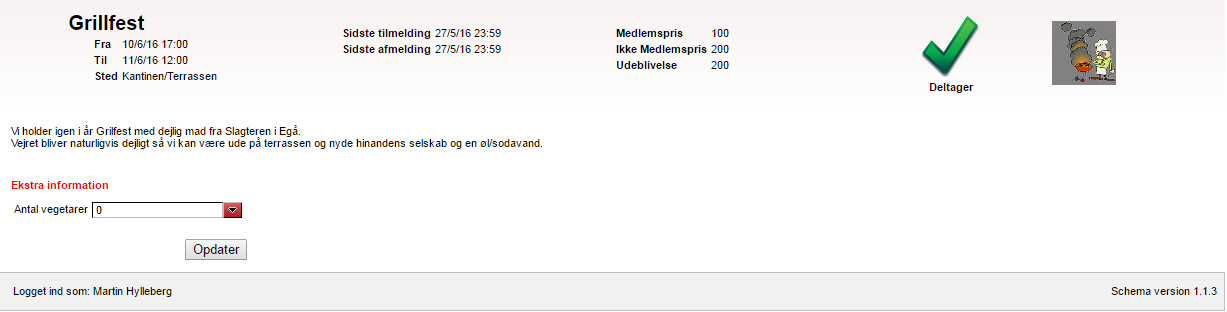 Grillfest
Fra 10/6/16 17:00
Til 11/6/16 12:00
Sted Kantinen/Terrassen
Sidste tilmelding 27/5/16 23:59
Sidste afmelding 27/5/16 23:59
Medlemspris 100
Ikke Medlemspris 200
Udeblivelse 200
Deltager
Vi holder igen i år Grilfest med dejlig mad fra Slagteren i Egå.
Vejret bliver naturligvis dejligt så vi kan være ude på terrassen og nyde hinandens selskab og en øl/sodavand.
Ekstra information
Antal vegetarer 0
Opdater
Logget ind som: Martin Hylleberg
Schema version 1.1.3